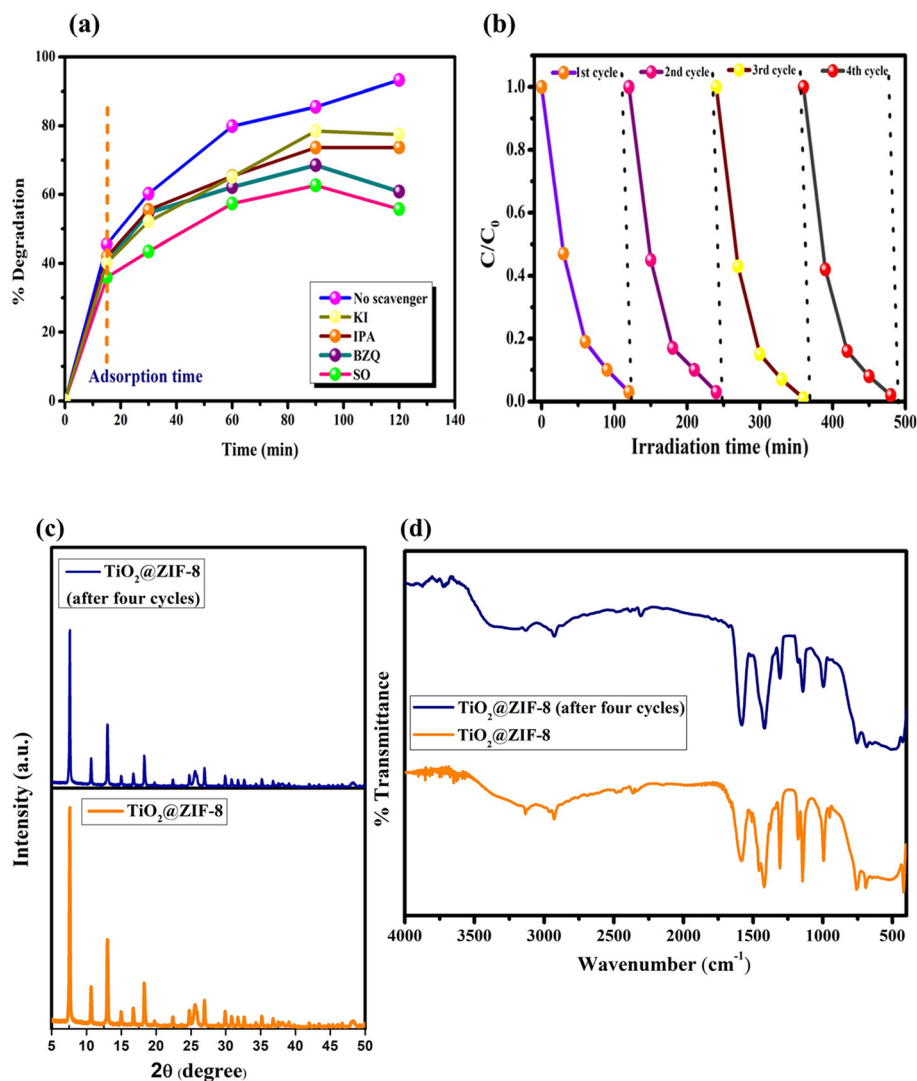 (a)
100
80
60
40
20
0
% Degradation
No scavenger
KI
IPA
BZQ
SO
Adsorption time
0 20 40 60 80 100 120 140
Time (min)
(b)
1st cycle 2nd cycle 3rd cycle 4th cycle
1.0
0.8
0.6
0.4
0.2
0.0
C/C₀
0 100 200 300 400 500
Irradiation time (min)
(c)
TiO₂@ZIF-8
(after four cycles)
TiO₂@ZIF-8
Intensity (a.u.)
5 10 15 20 25 30 35 40 45 50
2θ (degree)
(d)
% Transmittance
TiO₂@ZIF-8 (after four cycles)
TiO₂@ZIF-8
4000 3500 3000 2500 2000 1500 1000 500
Wavenumber (cm⁻¹)